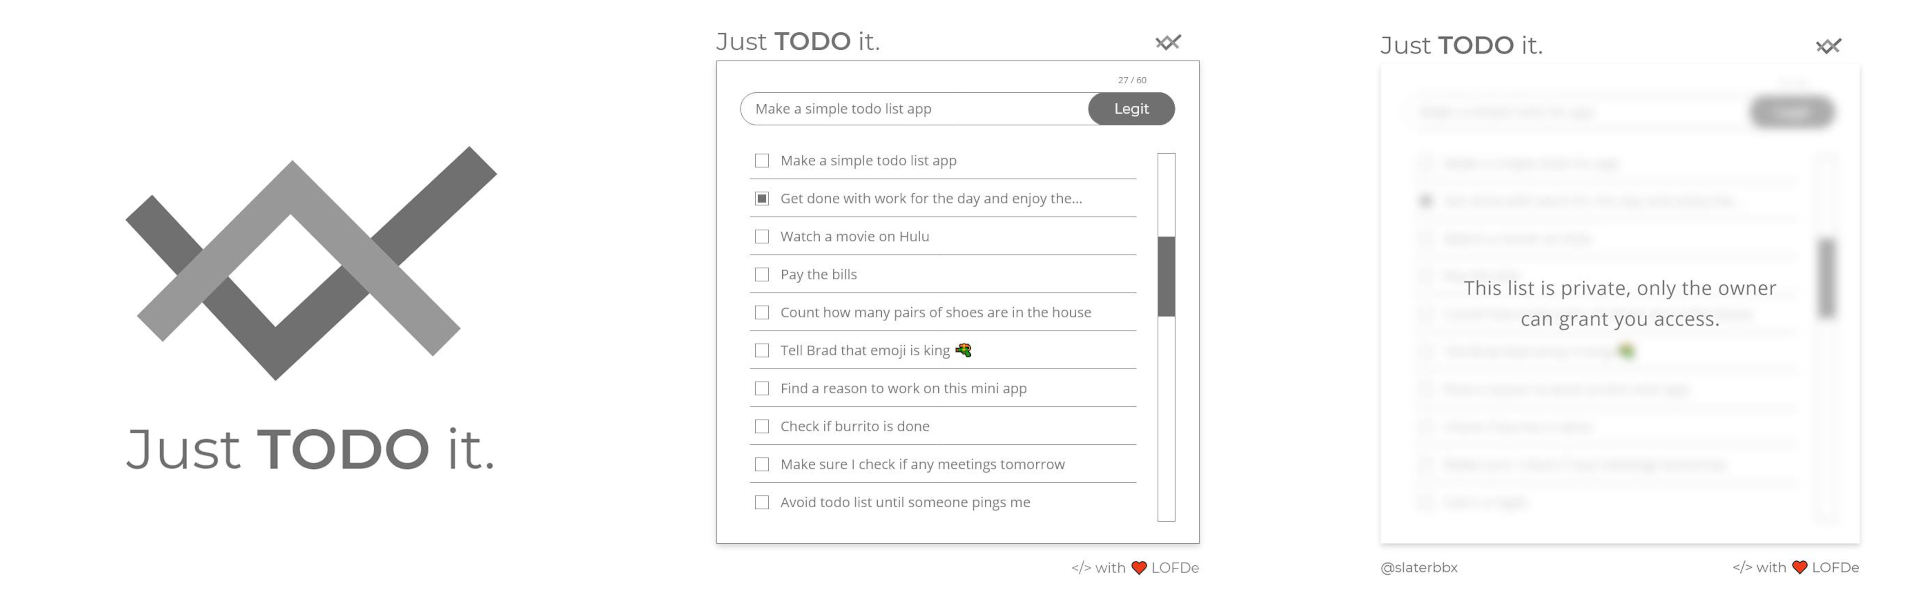 Just TODO it.
Just TODO it.
27 / 60
Make a simple todo list app
Legit
Make a simple todo list app
Get done with work for the day and enjoy the...
Watch a movie on Hulu
Pay the bills
Count how many pairs of shoes are in the house
Tell Brad that emoji is king
Find a reason to work on this mini app
Check if burrito is done
Make sure I check if any meetings tomorrow
Avoid todo list until someone pings me
</> with ❤ LOFDe
Just TODO it.
This list is private, only the owner
can grant you access.
@slaterbbx
</> with ❤ LOFDe